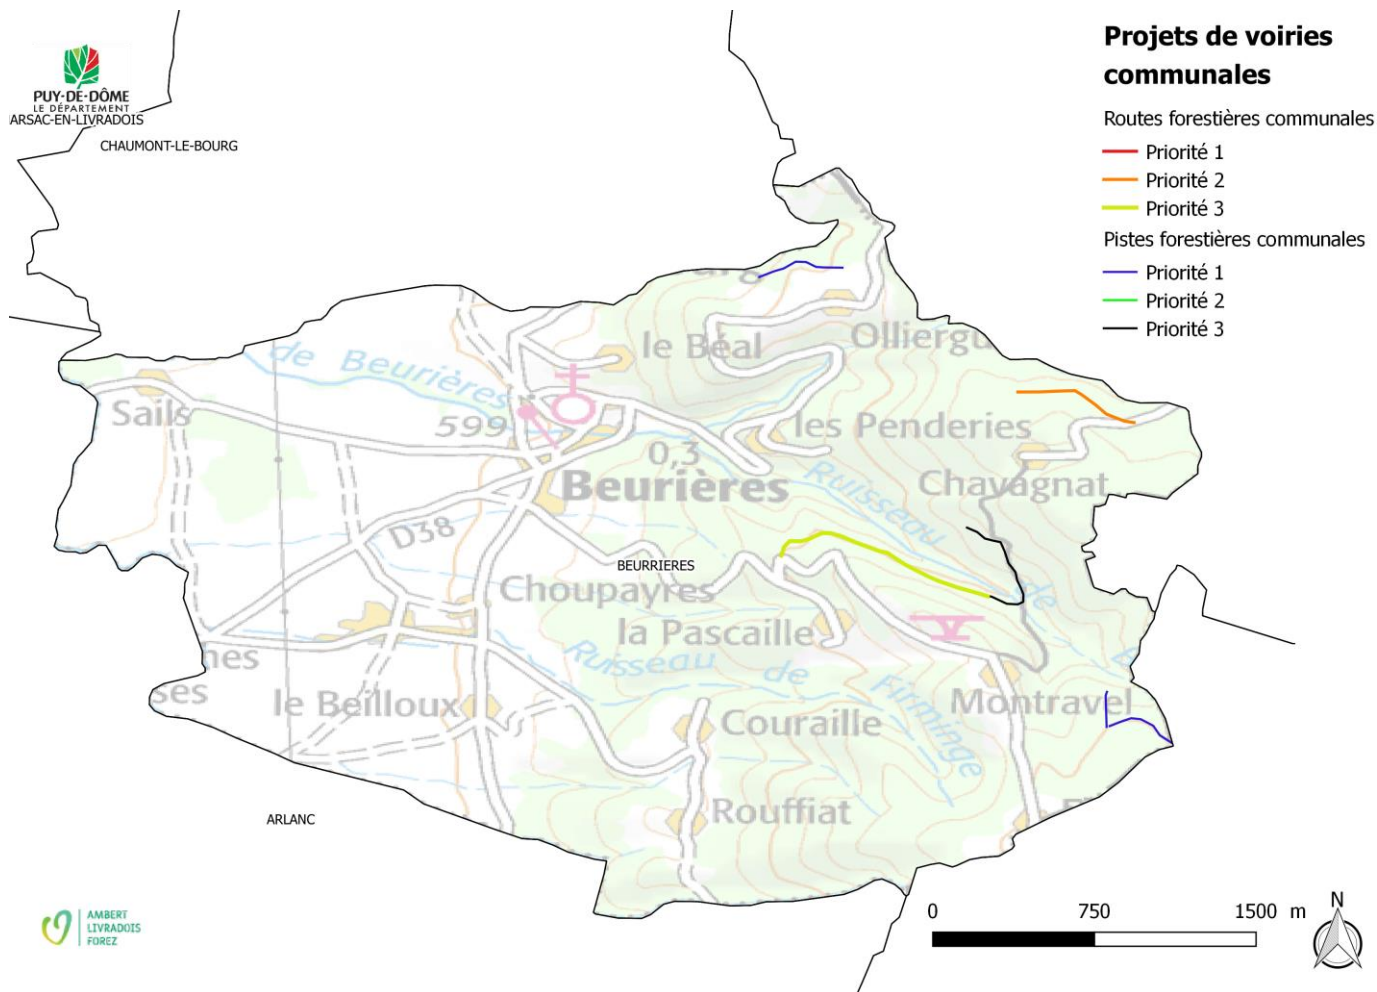 PUY-DE-DÔME
LE DÉPARTEMENT
ARSAC-EN-LIVRADOIS
CHAUMONT-LE-BOURG
Projets de voiries
communales
Routes forestières communales
Priorité 1
Priorité 2
Priorité 3
Pistes forestières communales
Priorité 1
Priorité 2
Priorité 3
le Béal
Olliergu
de Beurières
Sails
599
les Penderies
0,3
Beurières
Ruisseau
de
Chavagnat
D38
BEURRIERES
Choupayres
la Pascaille
nes
ses
Ruisseau de Firminge
le Beilloux
Montravel
Couraille
Rouffiat
ARLANC
AMBERT
LIVRADOIS
FOREZ
0 750 1500 m
N